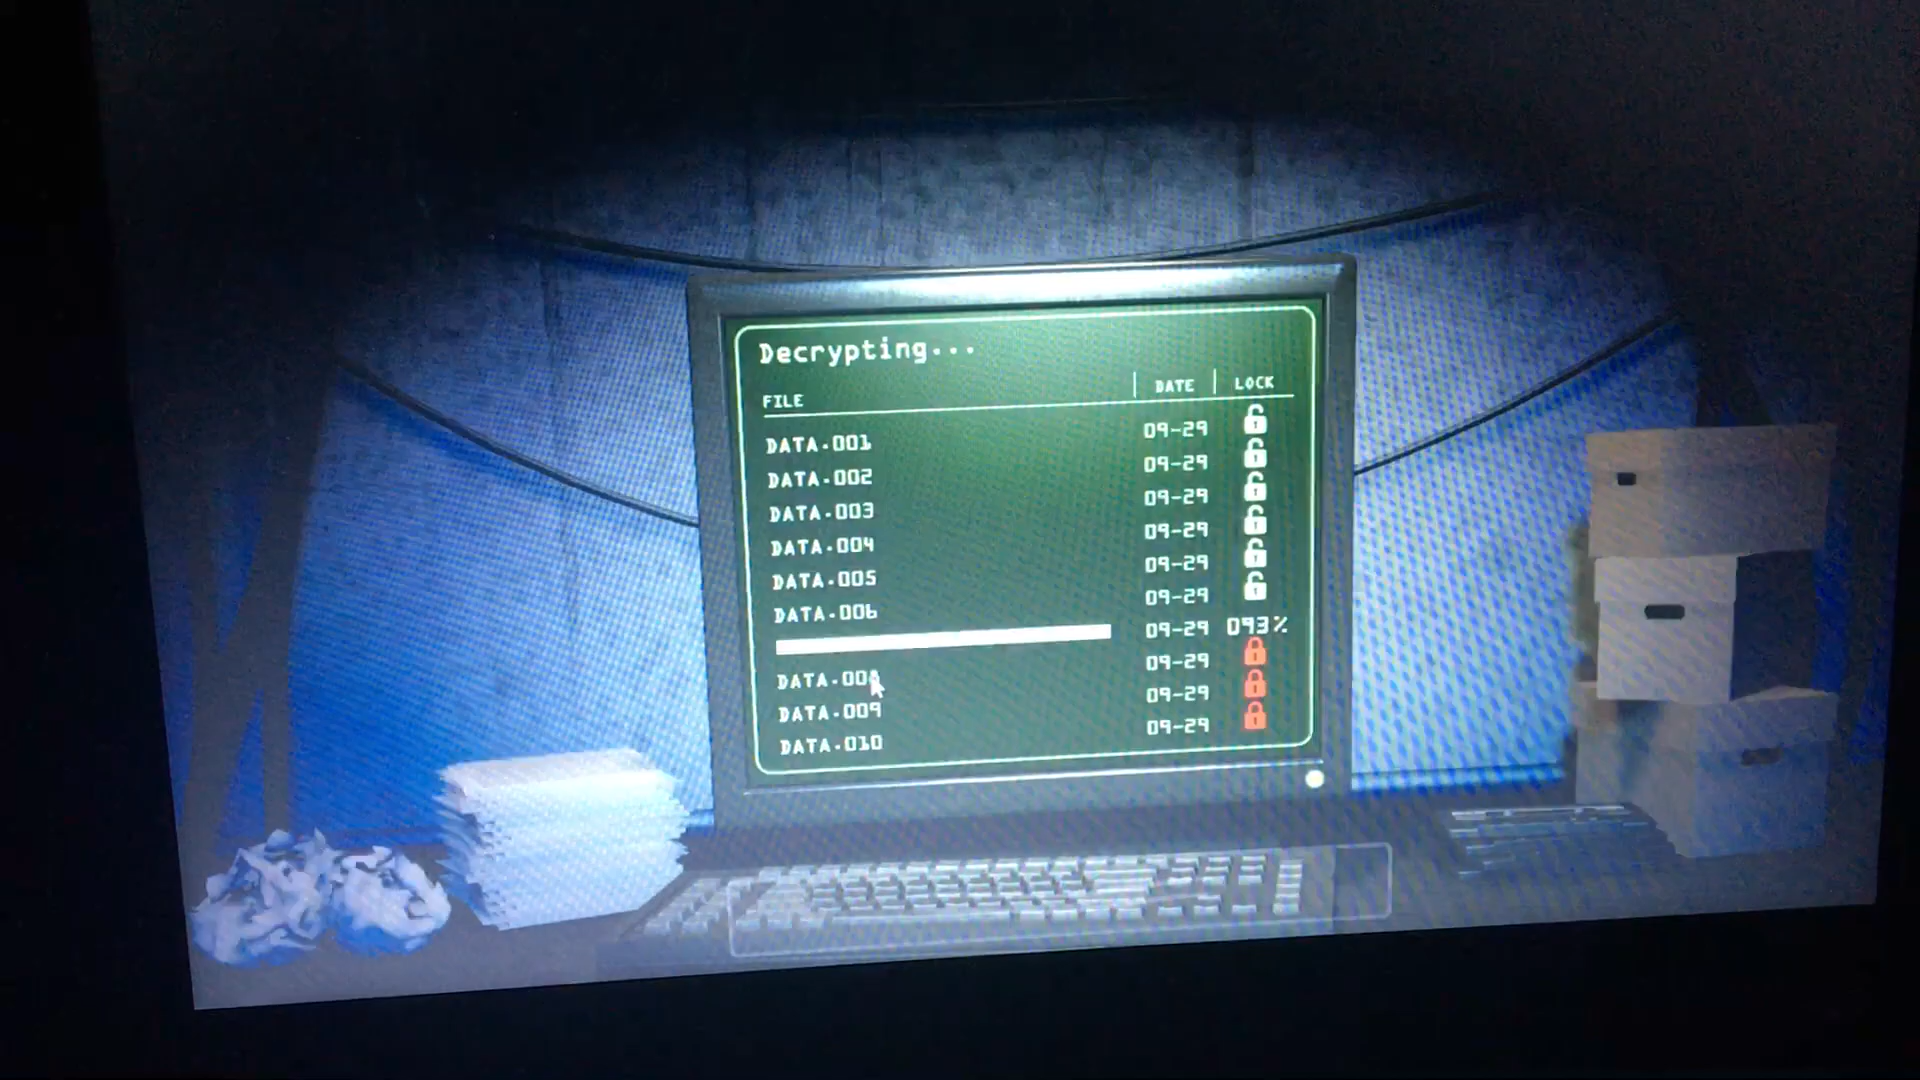 Decrypting...
FILE DATE LOCK
DATA.001 09-29
DATA.002 09-29
DATA.003 09-29
DATA.004 09-29
DATA.005 09-29
DATA.006 09-29
09-29 093%
DATA.008 09-29
DATA.009 09-29
DATA.010 09-29